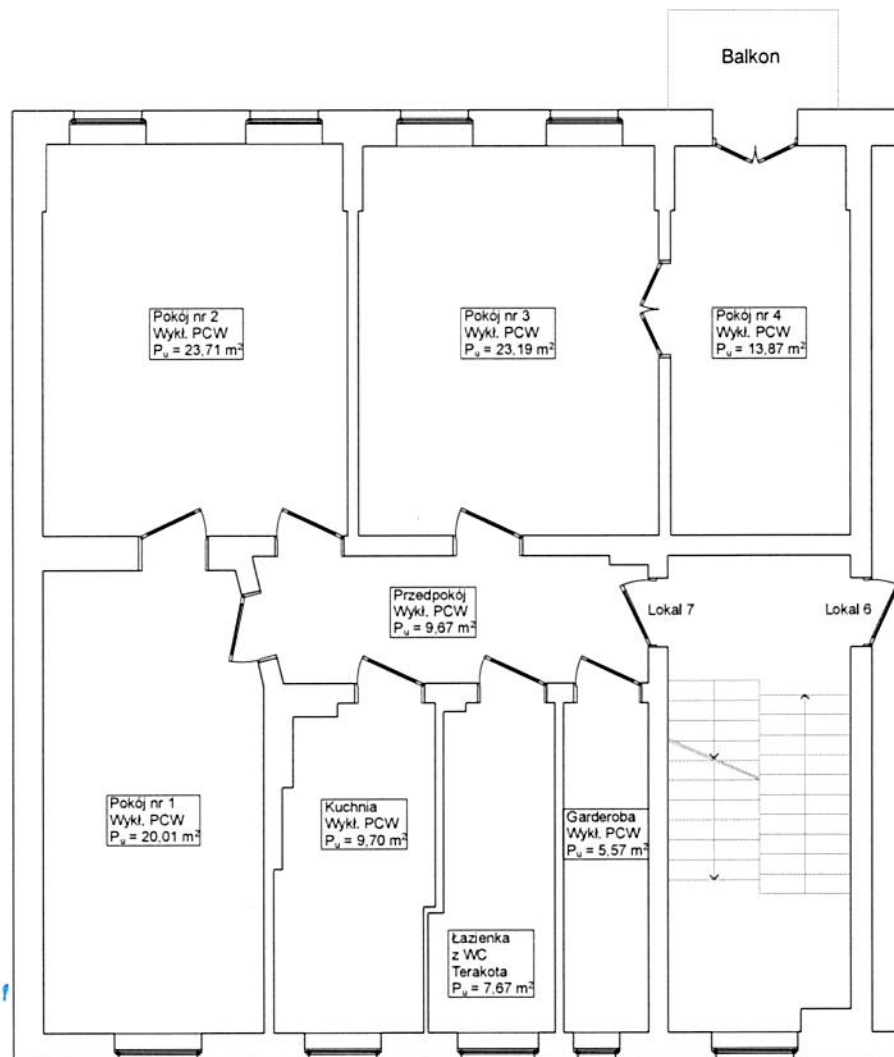 Balkon
Pokój nr 2
Wykł. PCW
Pᵤ = 23,71 m²
Pokój nr 3
Wykł. PCW
Pᵤ = 23,19 m²
Pokój nr 4
Wykł. PCW
Pᵤ = 13,87 m²
Przedpokój
Wykł. PCW
Pᵤ = 9,67 m²
Lokal 7
Lokal 6
Pokój nr 1
Wykł. PCW
Pᵤ = 20,01 m²
Kuchnia
Wykł. PCW
Pᵤ = 9,70 m²
Garderoba
Wykł. PCW
Pᵤ = 5,57 m²
Łazienka
z WC
Terakota
Pᵤ = 7,67 m²